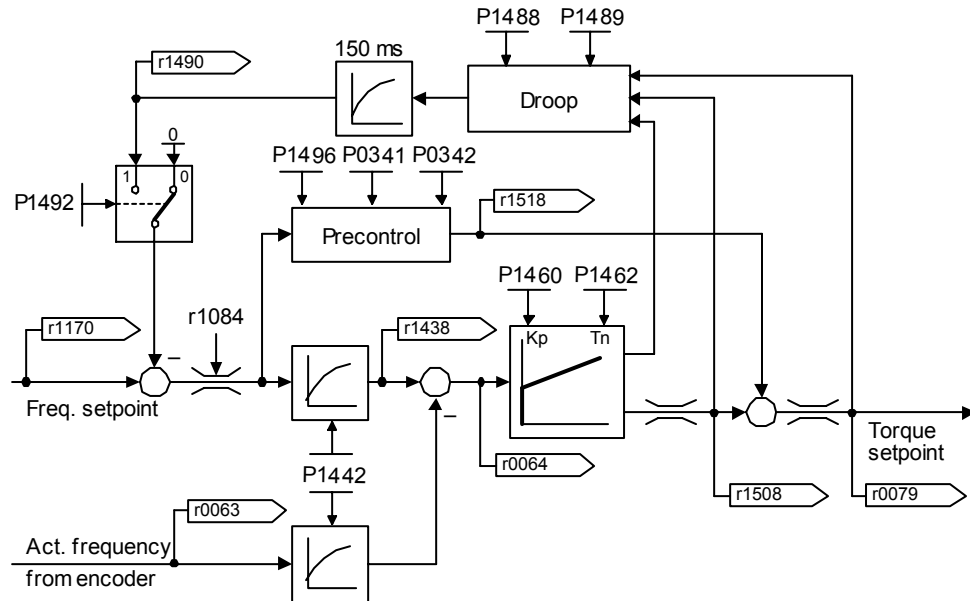 P1488 P1489
150 ms
r1490
Droop
0
P1496 P0341 P0342
1 0
P1492
r1518
Precontrol
P1460 P1462
r1170
r1084
r1438
Kp Tn
Freq. setpoint
Torque
setpoint
P1442
r0064
r0063
r1508
r0079
Act. frequency
from encoder